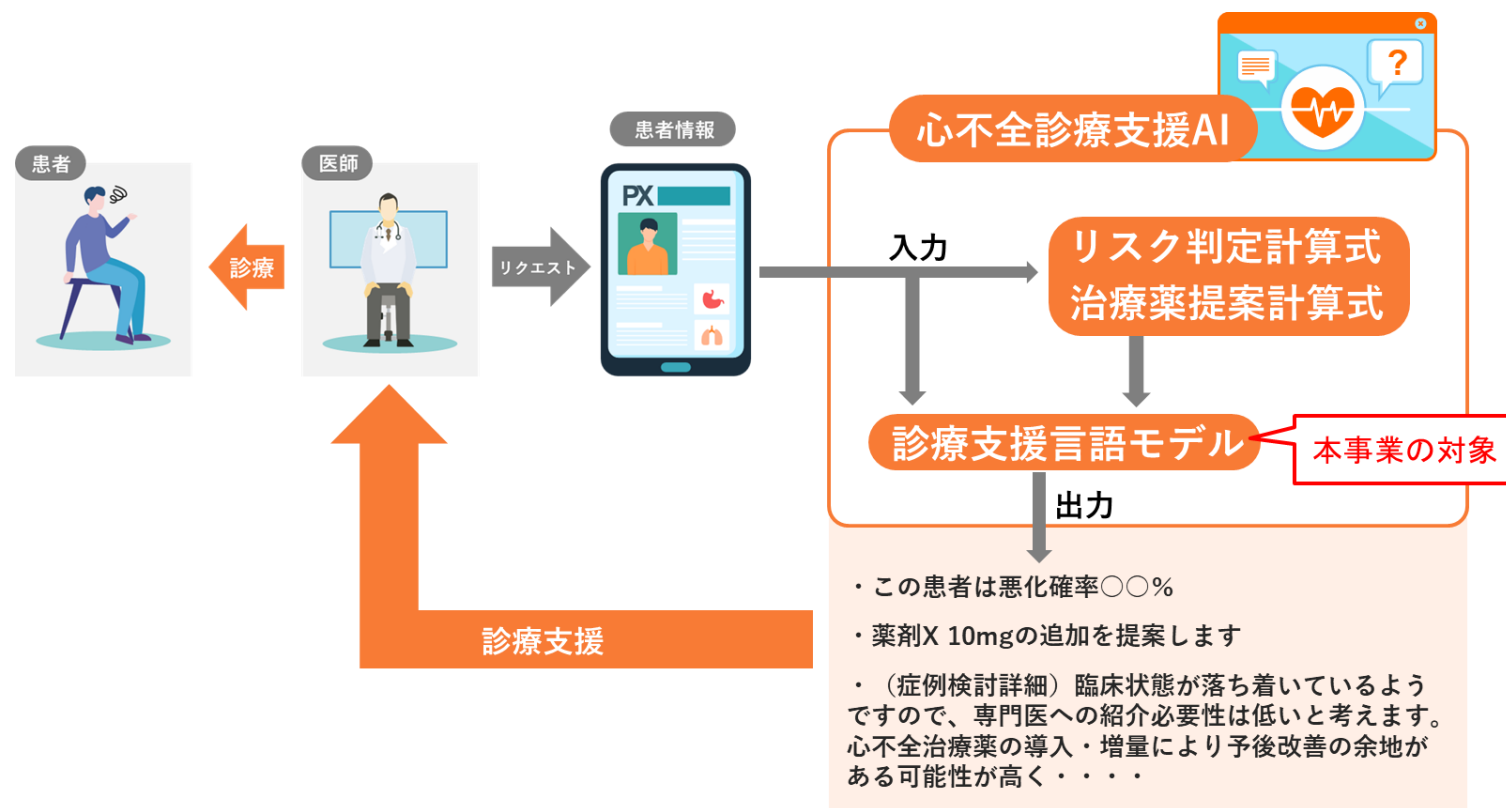 患者
医師
患者情報
心不全診療支援AI
?
PX
診療
リクエスト
入力
リスク判定計算式
治療薬提案計算式
診療支援言語モデル
本事業の対象
出力
診療支援
・この患者は悪化確率○○%
・薬剤X 10mgの追加を提案します
・（症例検討詳細）臨床状態が落ち着いているよう
ですので、専門医への紹介必要性は低いと考えます。
心不全治療薬の導入・増量により予後改善の余地が
ある可能性が高く・・・・